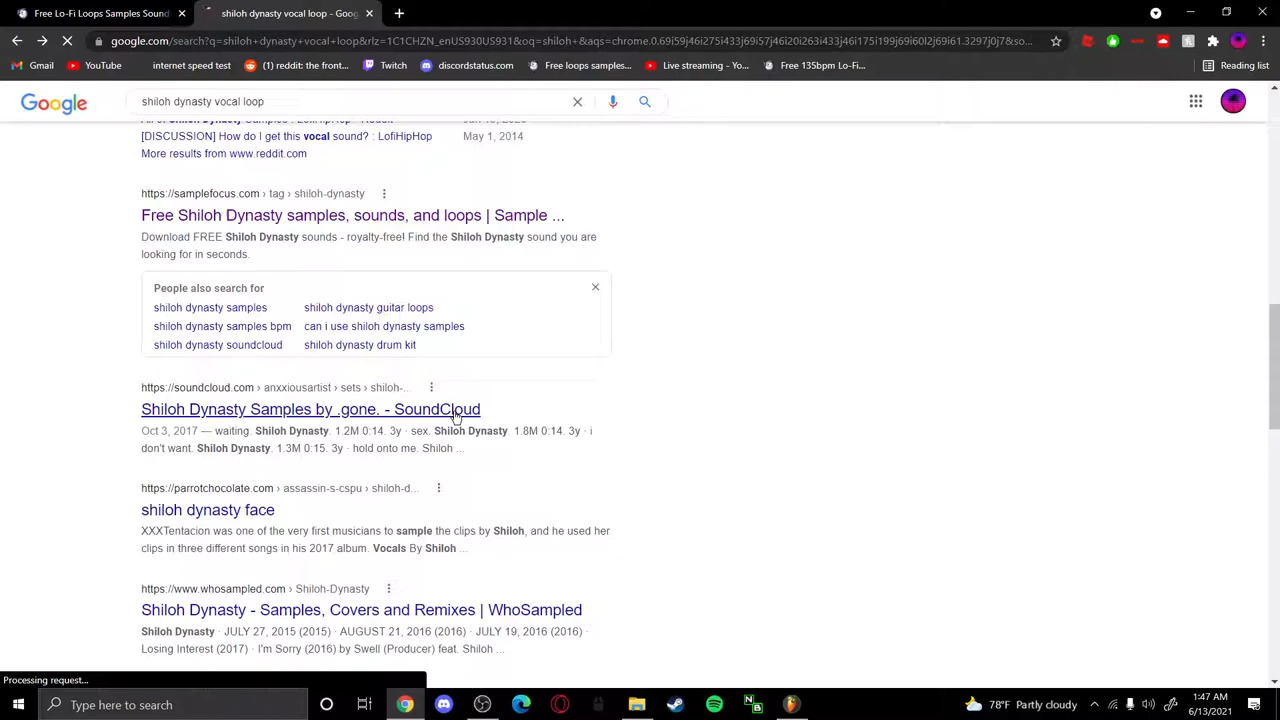 Free Lo-Fi Loops Samples Sound
shiloh dynasty vocal loop - Goog
google.com/search?q=shiloh+dynasty+vocal+loop&rlz=1C1CHZN_enUS930US931&oq=shiloh+&aqs=chrome.0.69i59j46i275i433j69i57j46i20i263i433j46i175i199j69i60l2j69i61.3297j0j7&so...
Gmail YouTube internet speed test (1) reddit: the front... Twitch discordstatus.com Free loops samples... Live streaming - Yo... Free 135bpm Lo-Fi... Reading list
Google shiloh dynasty vocal loop
[DISCUSSION] How do I get this vocal sound? : LofiHipHop May 1, 2014
More results from www.reddit.com
https://samplefocus.com › tag › shiloh-dynasty
Free Shiloh Dynasty samples, sounds, and loops | Sample ...
Download FREE Shiloh Dynasty sounds - royalty-free! Find the Shiloh Dynasty sound you are
looking for in seconds.
People also search for
shiloh dynasty samples shiloh dynasty guitar loops
shiloh dynasty samples bpm can i use shiloh dynasty samples
shiloh dynasty soundcloud shiloh dynasty drum kit
https://soundcloud.com › anxxiousartist › sets › shiloh-...
Shiloh Dynasty Samples by .gone. - SoundCloud
Oct 3, 2017 — waiting. Shiloh Dynasty. 1.2M 0:14. 3y · sex. Shiloh Dynasty. 1.8M 0:14. 3y · i
don't want. Shiloh Dynasty. 1.3M 0:15. 3y · hold onto me. Shiloh ...
https://parrotchocolate.com › assassin-s-cspu › shiloh-d...
shiloh dynasty face
XXXTentacion was one of the very first musicians to sample the clips by Shiloh, and he used her
clips in three different songs in his 2017 album. Vocals By Shiloh ...
https://www.whosampled.com › Shiloh-Dynasty
Shiloh Dynasty - Samples, Covers and Remixes | WhoSampled
Shiloh Dynasty · JULY 27, 2015 (2015) · AUGUST 21, 2016 (2016) · JULY 19, 2016 (2016) ·
Losing Interest (2017) · I'm Sorry (2016) by Swell (Producer) feat. Shiloh ...
Processing request...
Type here to search
78°F Partly cloudy
1:47 AM
6/13/2021